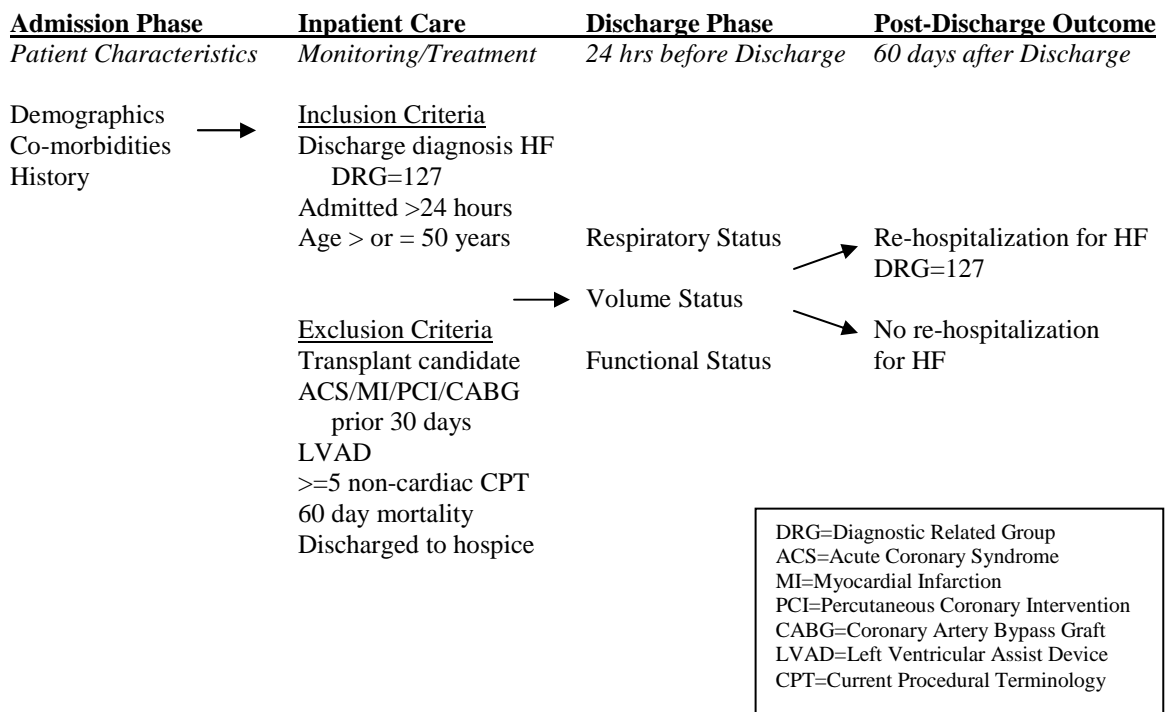 Admission Phase Inpatient Care Discharge Phase Post-Discharge Outcome
Patient Characteristics Monitoring/Treatment 24 hrs before Discharge 60 days after Discharge
Demographics
Co-morbidities
History
Inclusion Criteria
Discharge diagnosis HF
DRG=127
Admitted >24 hours
Age > or = 50 years
Exclusion Criteria
Transplant candidate
ACS/MI/PCI/CABG
prior 30 days
LVAD
>=5 non-cardiac CPT
60 day mortality
Discharged to hospice
Respiratory Status
Volume Status
Functional Status
Re-hospitalization for HF
DRG=127
No re-hospitalization
for HF
DRG=Diagnostic Related Group
ACS=Acute Coronary Syndrome
MI=Myocardial Infarction
PCI=Percutaneous Coronary Intervention
CABG=Coronary Artery Bypass Graft
LVAD=Left Ventricular Assist Device
CPT=Current Procedural Terminology